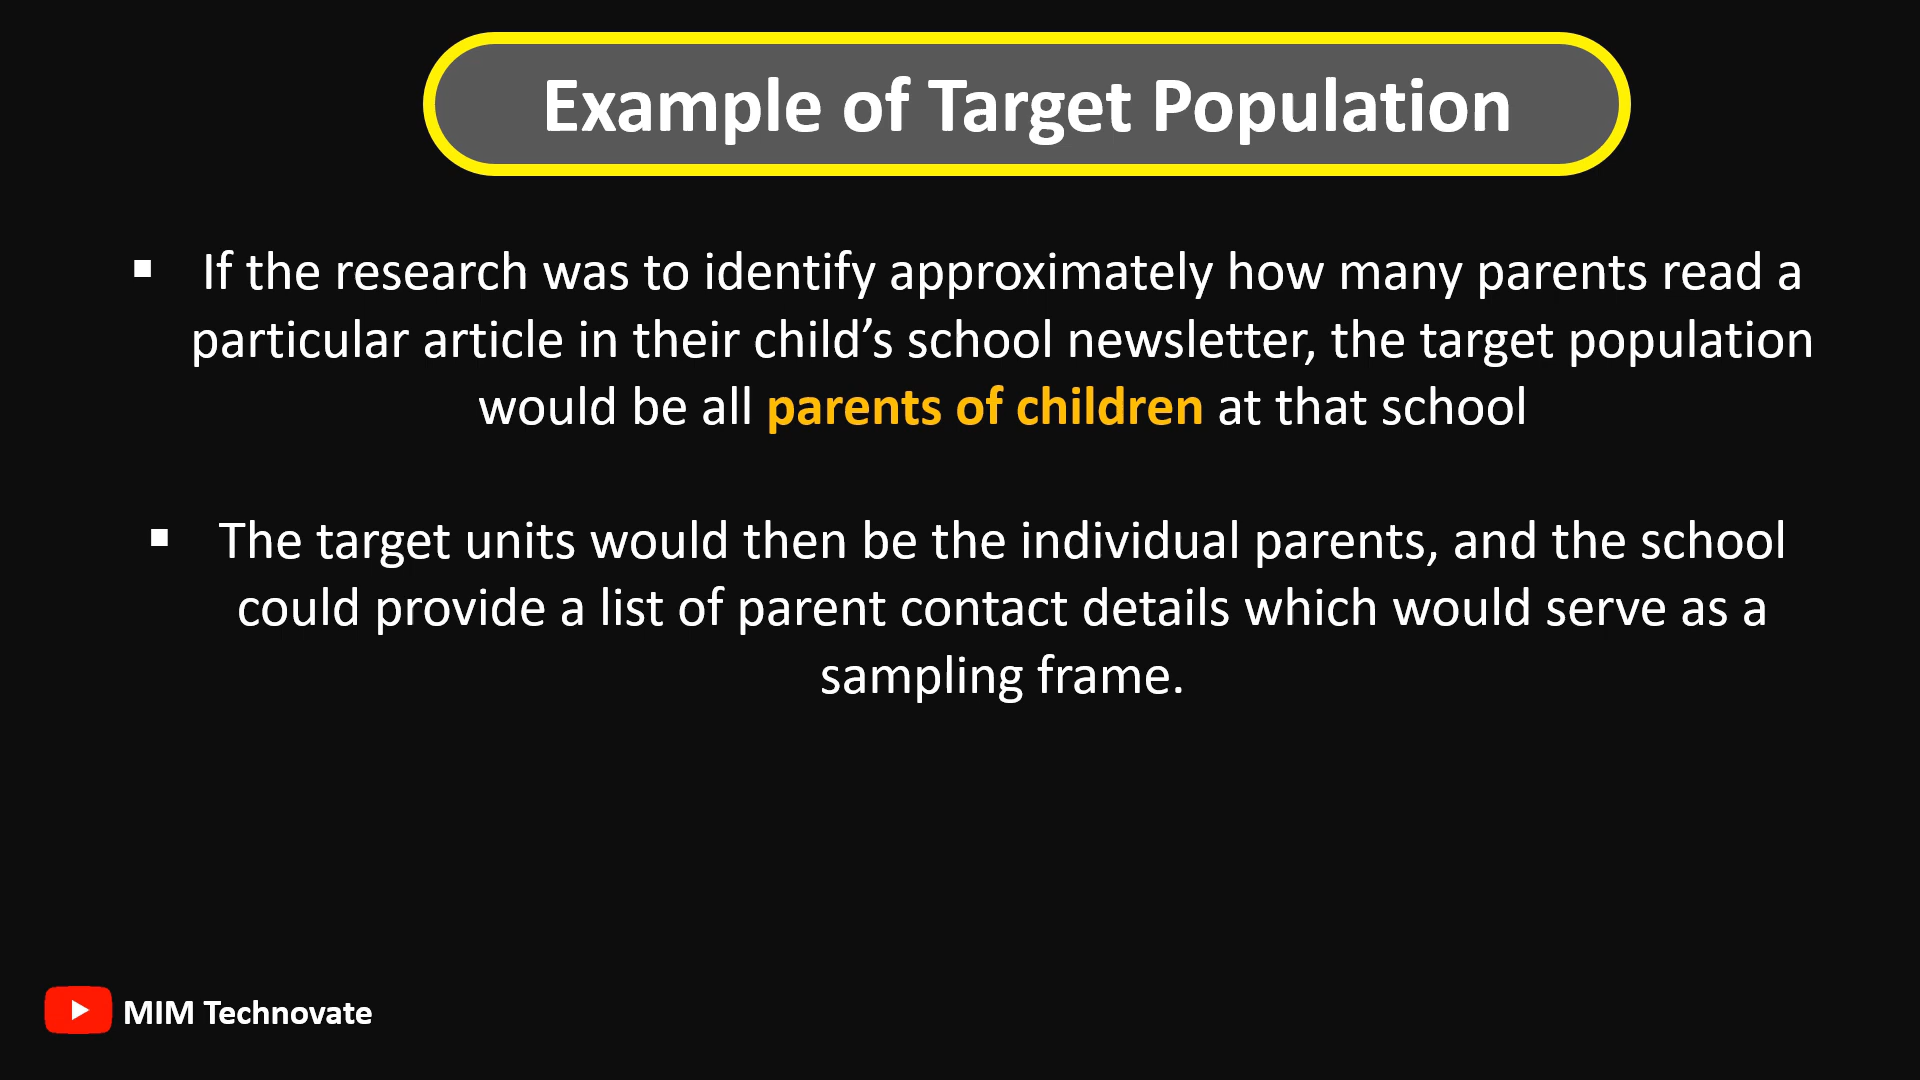 Example of Target Population
▪ If the research was to identify approximately how many parents read a
particular article in their child’s school newsletter, the target population
would be all parents of children at that school
▪ The target units would then be the individual parents, and the school
could provide a list of parent contact details which would serve as a
sampling frame.
MIM Technovate